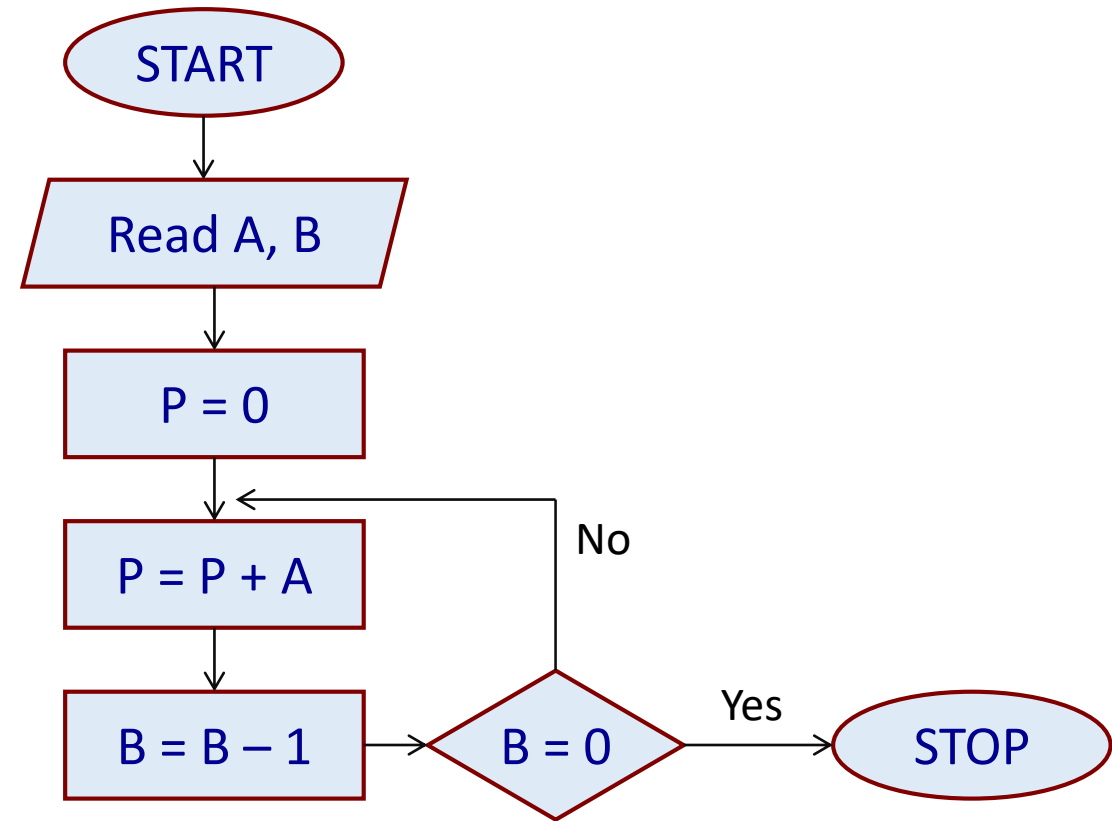 START
Read A, B
P = 0
P = P + A
No
B = B – 1
B = 0
Yes
STOP